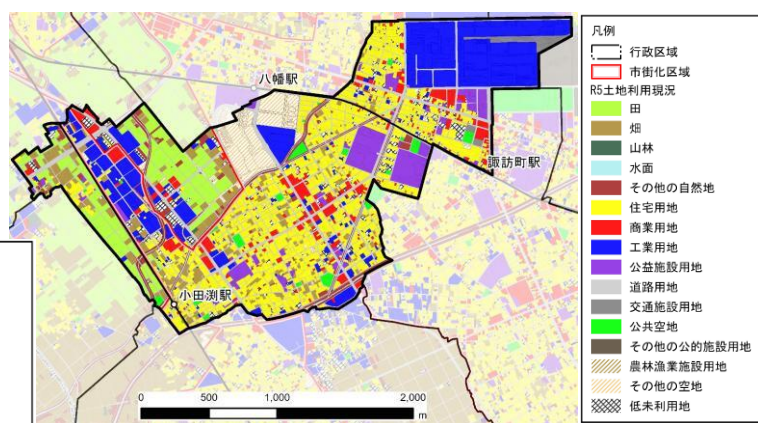 八幡駅
諏訪町駅
小田渕駅
0 500 1,000 2,000
m
凡例
行政区域
市街化区域
R5土地利用現況
田
畑
山林
水面
その他の自然地
住宅用地
商業用地
工業用地
公益施設用地
道路用地
交通施設用地
公共空地
その他の公的施設用地
農林漁業施設用地
その他の空地
低未利用地